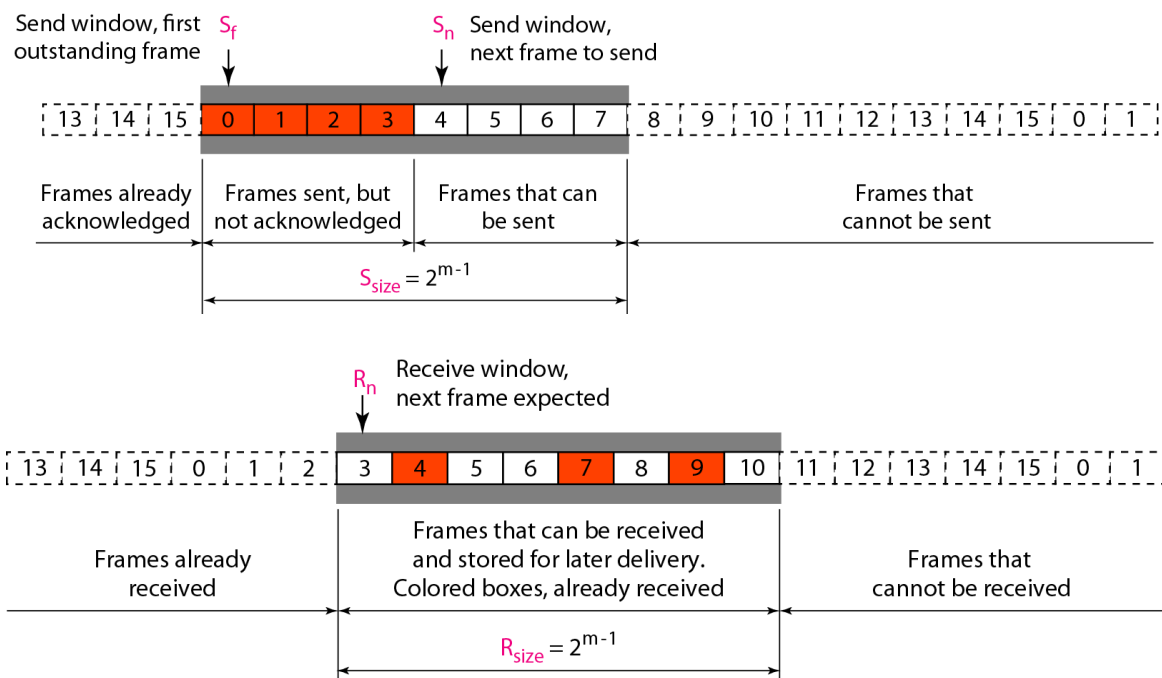 Send window, first
outstanding frame
Sf
Sn
Send window,
next frame to send
13 14 15 0 1 2 3 4 5 6 7 8 9 10 11 12 13 14 15 0 1
Frames already
acknowledged
Frames sent, but
not acknowledged
Frames that can
be sent
Frames that
cannot be sent
Ssize = 2^m-1
Rn
Receive window,
next frame expected
13 14 15 0 1 2 3 4 5 6 7 8 9 10 11 12 13 14 15 0 1
Frames already
received
Frames that can be received
and stored for later delivery.
Colored boxes, already received
Frames that
cannot be received
Rsize = 2^m-1